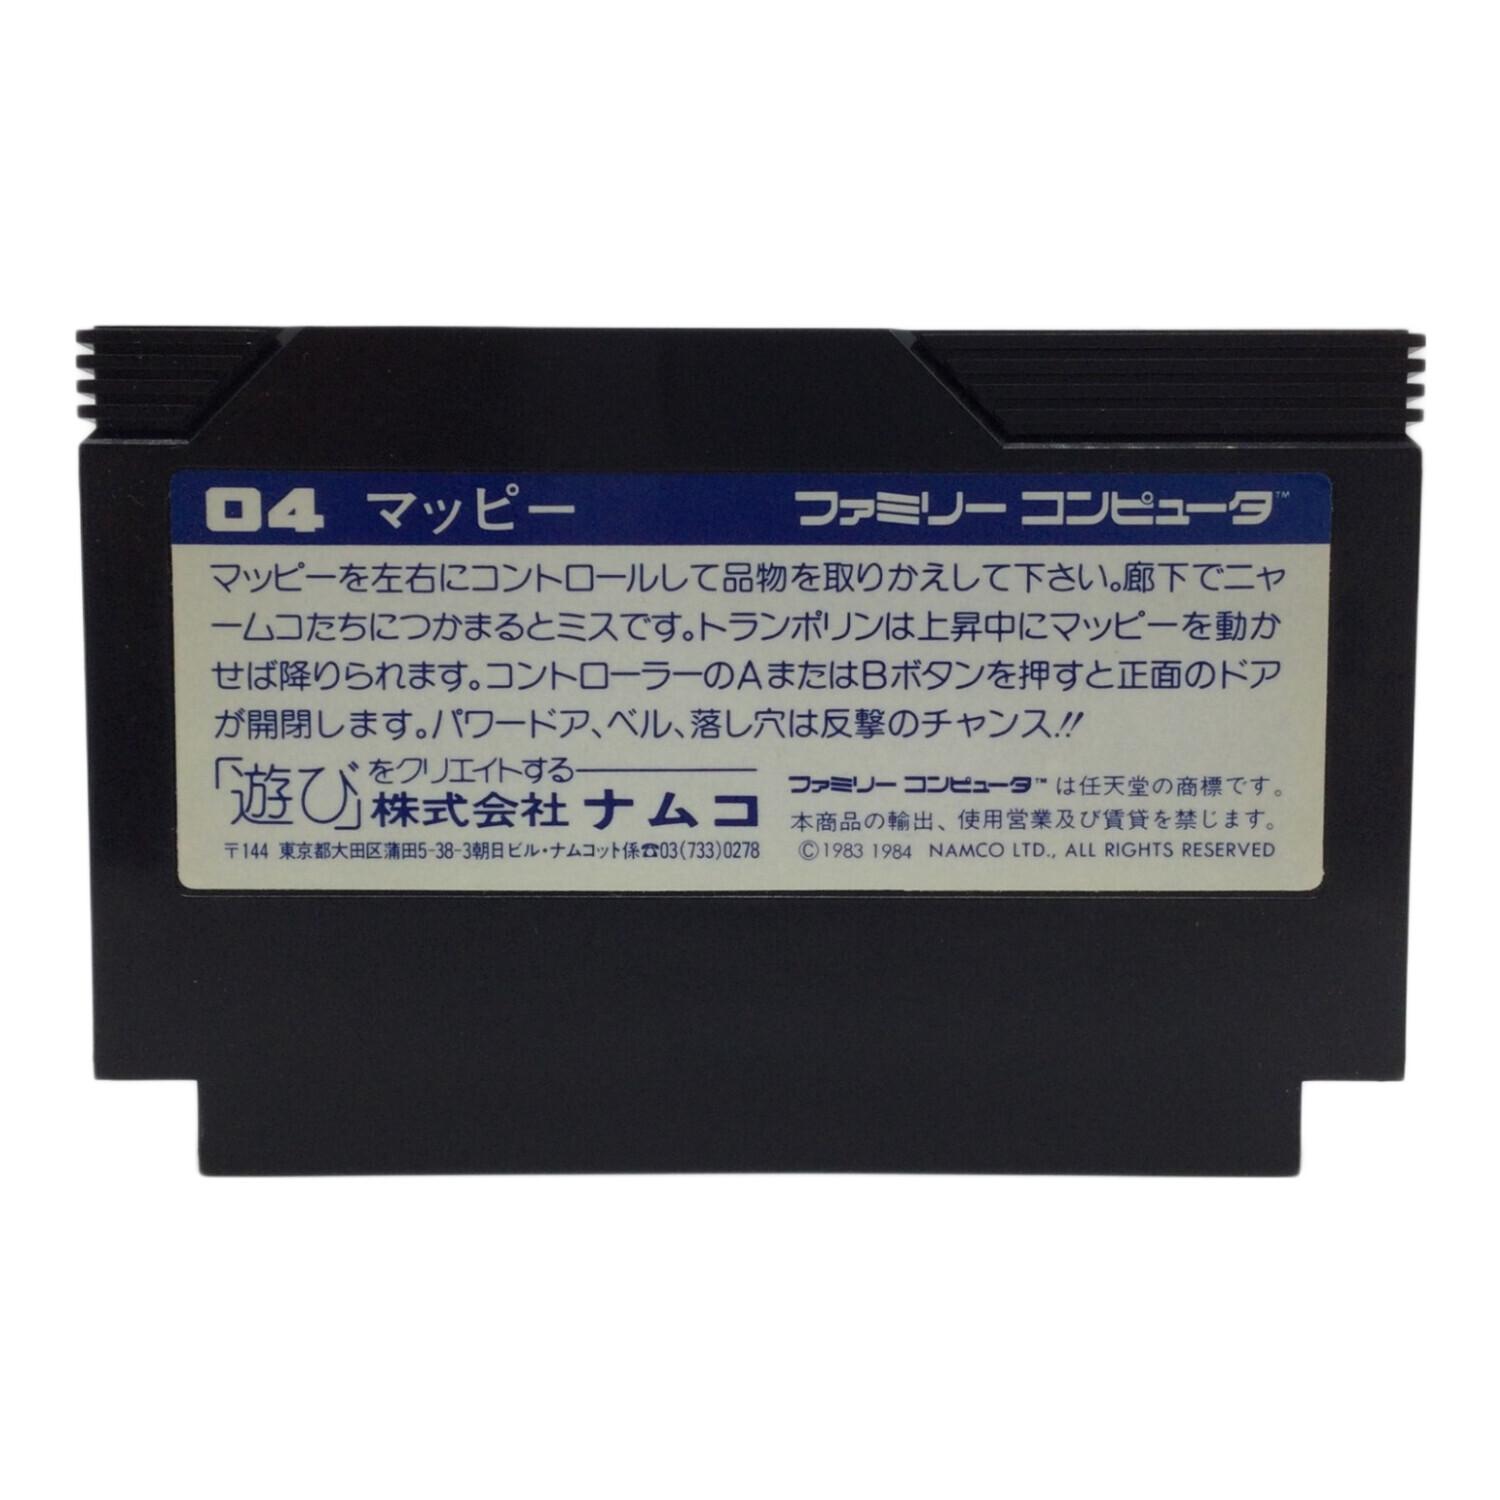 04 マッピー ファミリー コンピュータ™
マッピーを左右にコントロールして品物を取りかえして下さい。廊下でニャ
ームコたちにつかまるとミスです。トランポリンは上昇中にマッピーを動か
せば降りられます。コントローラーのAまたはBボタンを押すと正面のドア
が開閉します。パワードア、ベル、落し穴は反撃のチャンス!!
「遊び」をクリエイトする
株式会社 ナムコ
〒144 東京都大田区蒲田5-38-3朝日ビル・ナムコット係☎03(733)0278
ファミリー コンピュータ™は任天堂の商標です。
本商品の輸出、使用営業及び賃貸を禁じます。
©1983 1984 NAMCO LTD., ALL RIGHTS RESERVED